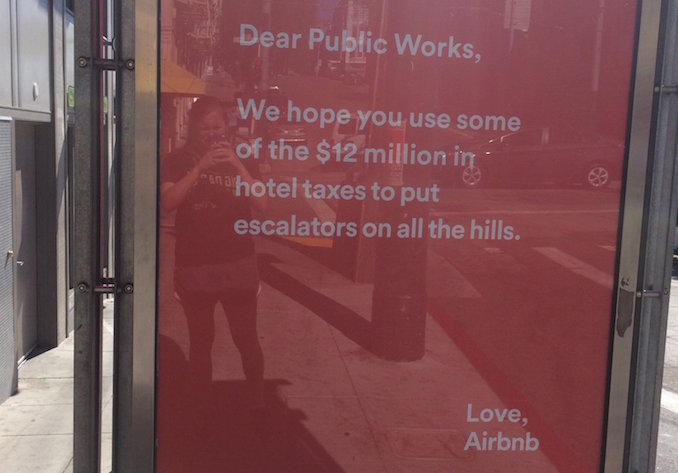 Dear Public Works,
We hope you use some
of the $12 million in
hotel taxes to put
escalators on all the hills.
Love,
Airbnb